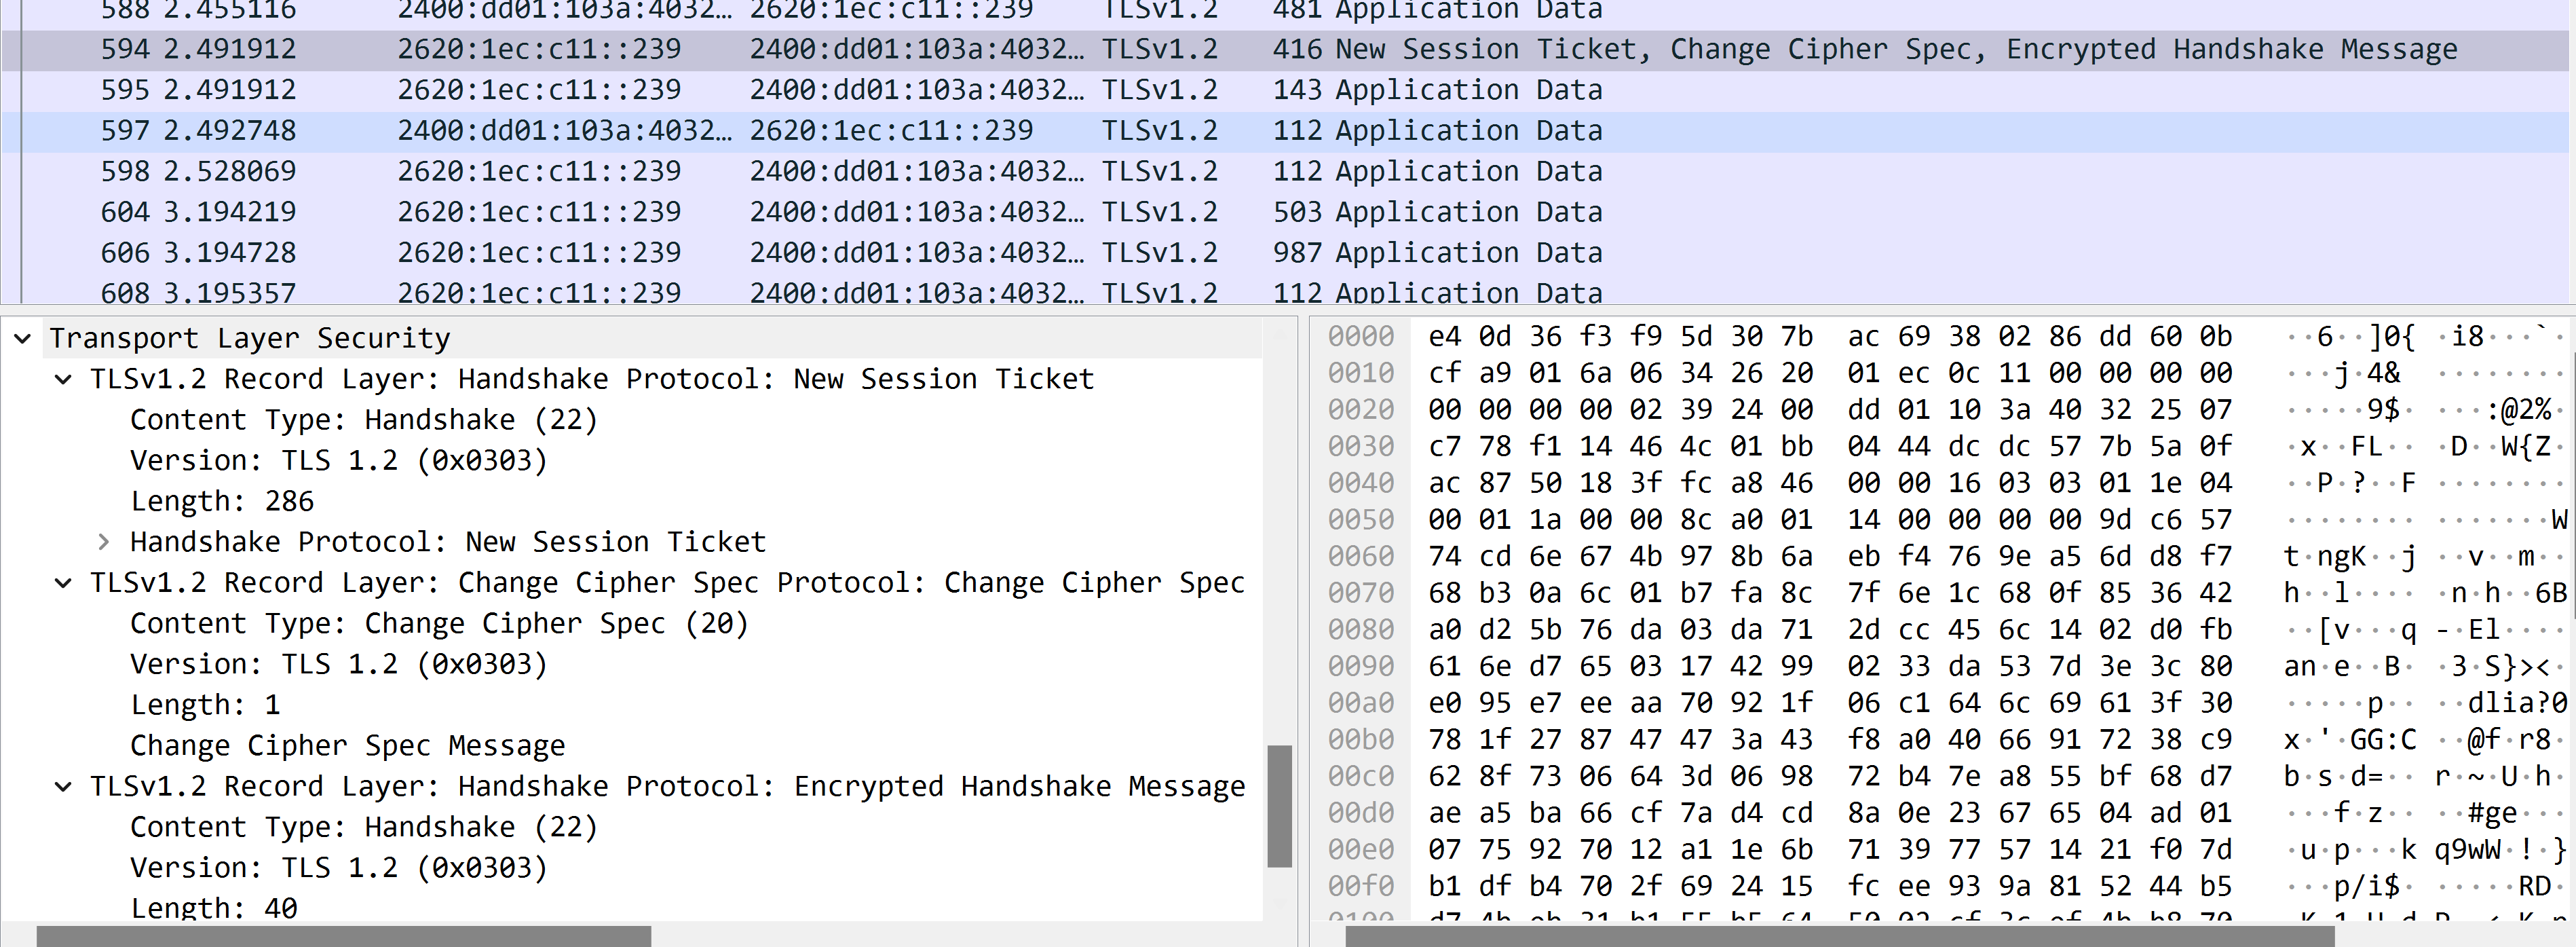 588 2.455116 2400:dd01:103a:4032… 2620:1ec:c11::239 TLSv1.2 481 Application Data
594 2.491912 2620:1ec:c11::239 2400:dd01:103a:4032… TLSv1.2 416 New Session Ticket, Change Cipher Spec, Encrypted Handshake Message
595 2.491912 2620:1ec:c11::239 2400:dd01:103a:4032… TLSv1.2 143 Application Data
597 2.492748 2400:dd01:103a:4032… 2620:1ec:c11::239 TLSv1.2 112 Application Data
598 2.528069 2620:1ec:c11::239 2400:dd01:103a:4032… TLSv1.2 112 Application Data
604 3.194219 2620:1ec:c11::239 2400:dd01:103a:4032… TLSv1.2 503 Application Data
606 3.194728 2620:1ec:c11::239 2400:dd01:103a:4032… TLSv1.2 987 Application Data
608 3.195357 2620:1ec:c11::239 2400:dd01:103a:4032… TLSv1.2 112 Application Data
Transport Layer Security
TLSv1.2 Record Layer: Handshake Protocol: New Session Ticket
Content Type: Handshake (22)
Version: TLS 1.2 (0x0303)
Length: 286
Handshake Protocol: New Session Ticket
TLSv1.2 Record Layer: Change Cipher Spec Protocol: Change Cipher Spec
Content Type: Change Cipher Spec (20)
Version: TLS 1.2 (0x0303)
Length: 1
Change Cipher Spec Message
TLSv1.2 Record Layer: Handshake Protocol: Encrypted Handshake Message
Content Type: Handshake (22)
Version: TLS 1.2 (0x0303)
Length: 40
0000 e4 0d 36 f3 f9 5d 30 7b ac 69 38 02 86 dd 60 0b ··6··]0{ ·i8···`·
0010 cf a9 01 6a 06 34 26 20 01 ec 0c 11 00 00 00 00 ···j·4& ········
0020 00 00 00 00 02 39 24 00 dd 01 10 3a 40 32 25 07 ·····9$· ···:@2%·
0030 c7 78 f1 14 46 4c 01 bb 04 44 dc dc 57 7b 5a 0f ·x··FL·· ·D··W{Z·
0040 ac 87 50 18 3f fc a8 46 00 00 16 03 03 01 1e 04 ··P·?··F ········
0050 00 01 1a 00 00 8c a0 01 14 00 00 00 00 9d c6 57 ········ ·······W
0060 74 cd 6e 67 4b 97 8b 6a eb f4 76 9e a5 6d d8 f7 t·ngK··j ··v··m··
0070 68 b3 0a 6c 01 b7 fa 8c 7f 6e 1c 68 0f 85 36 42 h··l···· ·n·h··6B
0080 a0 d2 5b 76 da 03 da 71 2d cc 45 6c 14 02 d0 fb ··[v···q -·El····
0090 61 6e d7 65 03 17 42 99 02 33 da 53 7d 3e 3c 80 an·e··B· ·3·S}><·
00a0 e0 95 e7 ee aa 70 92 1f 06 c1 64 6c 69 61 3f 30 ·····p·· ··dlia?0
00b0 78 1f 27 87 47 47 3a 43 f8 a0 40 66 91 72 38 c9 x·'·GG:C ··@f·r8·
00c0 62 8f 73 06 64 3d 06 98 72 b4 7e a8 55 bf 68 d7 b·s·d=·· r·~·U·h·
00d0 ae a5 ba 66 cf 7a d4 cd 8a 0e 23 67 65 04 ad 01 ···f·z·· ··#ge···
00e0 07 75 92 70 12 a1 1e 6b 71 39 77 57 14 21 f0 7d ·u·p···k q9wW·!·}
00f0 b1 df b4 70 2f 69 24 15 fc ee 93 9a 81 52 44 b5 ···p/i$· ·····RD·